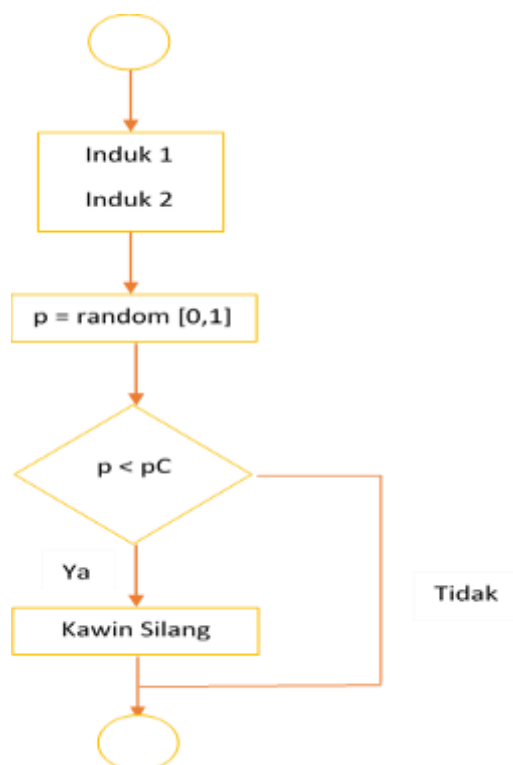 Induk 1
Induk 2
p = random [0,1]
p < pC
Ya
Tidak
Kawin Silang